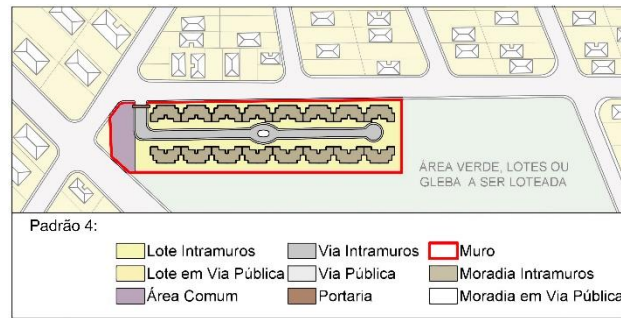 ÁREA VERDE, LOTES OU
GLEBA A SER LOTEADA
Padrão 4:
Lote Intramuros Via Intramuros Muro
Lote em Via Pública Via Pública Moradia Intramuros
Área Comum Portaria Moradia em Via Pública